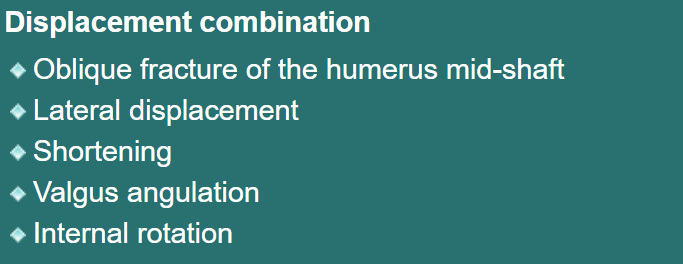 Displacement combination
Oblique fracture of the humerus mid-shaft
Lateral displacement
Shortening
Valgus angulation
Internal rotation